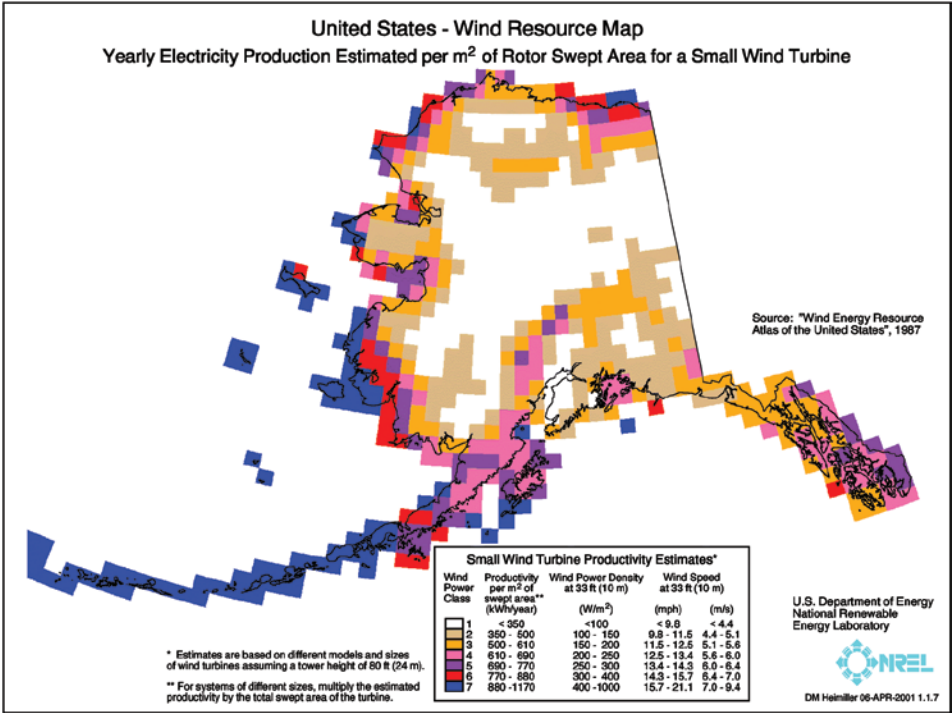 United States - Wind Resource Map
Yearly Electricity Production Estimated per m² of Rotor Swept Area for a Small Wind Turbine
Source: "Wind Energy Resource
Atlas of the United States", 1987
Small Wind Turbine Productivity Estimates*
Wind Power Class Productivity per m² of swept area** (kWh/year) Wind Power Density at 33 ft (10 m) (W/m²) Wind Speed at 33 ft (10 m) (mph) (m/s)
1 < 350 <100 < 9.8 < 4.4
2 350 - 500 100 - 150 9.8 - 11.5 4.4 - 5.1
3 500 - 610 150 - 200 11.5 - 12.5 5.1 - 5.6
4 610 - 690 200 - 250 12.5 - 13.4 5.6 - 6.0
5 690 - 770 250 - 300 13.4 - 14.3 6.0 - 6.4
6 770 - 880 300 - 400 14.3 - 15.7 6.4 - 7.0
7 880 - 1170 400 - 1000 15.7 - 21.1 7.0 - 9.4
* Estimates are based on different models and sizes
of wind turbines assuming a tower height of 80 ft (24 m).
** For systems of different sizes, multiply the estimated
productivity by the total swept area of the turbine.
U.S. Department of Energy
National Renewable
Energy Laboratory
NREL
DM Heimiller 06-APR-2001 1.1.7